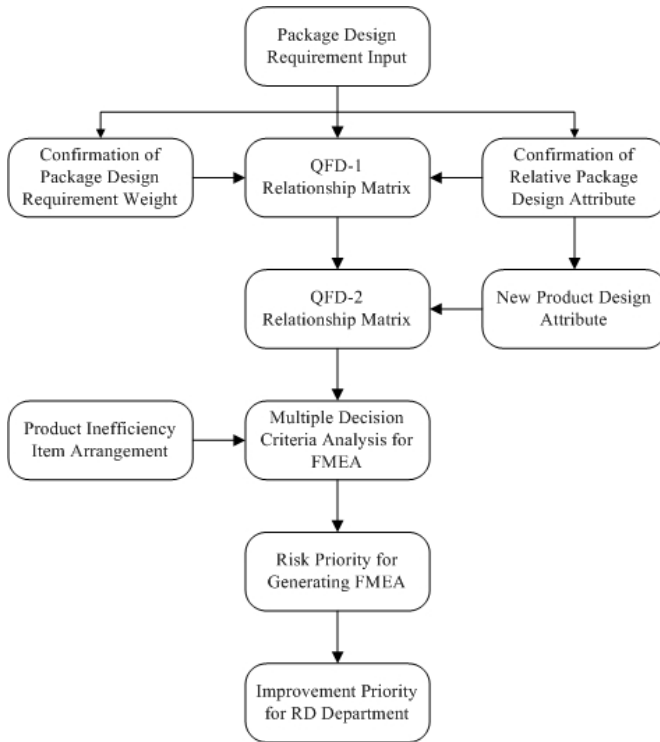 Package Design
Requirement Input
Confirmation of
Package Design
Requirement Weight
QFD-1
Relationship Matrix
Confirmation of
Relative Package
Design Attribute
QFD-2
Relationship Matrix
New Product Design
Attribute
Product Inefficiency
Item Arrangement
Multiple Decision
Criteria Analysis for
FMEA
Risk Priority for
Generating FMEA
Improvement Priority
for RD Department